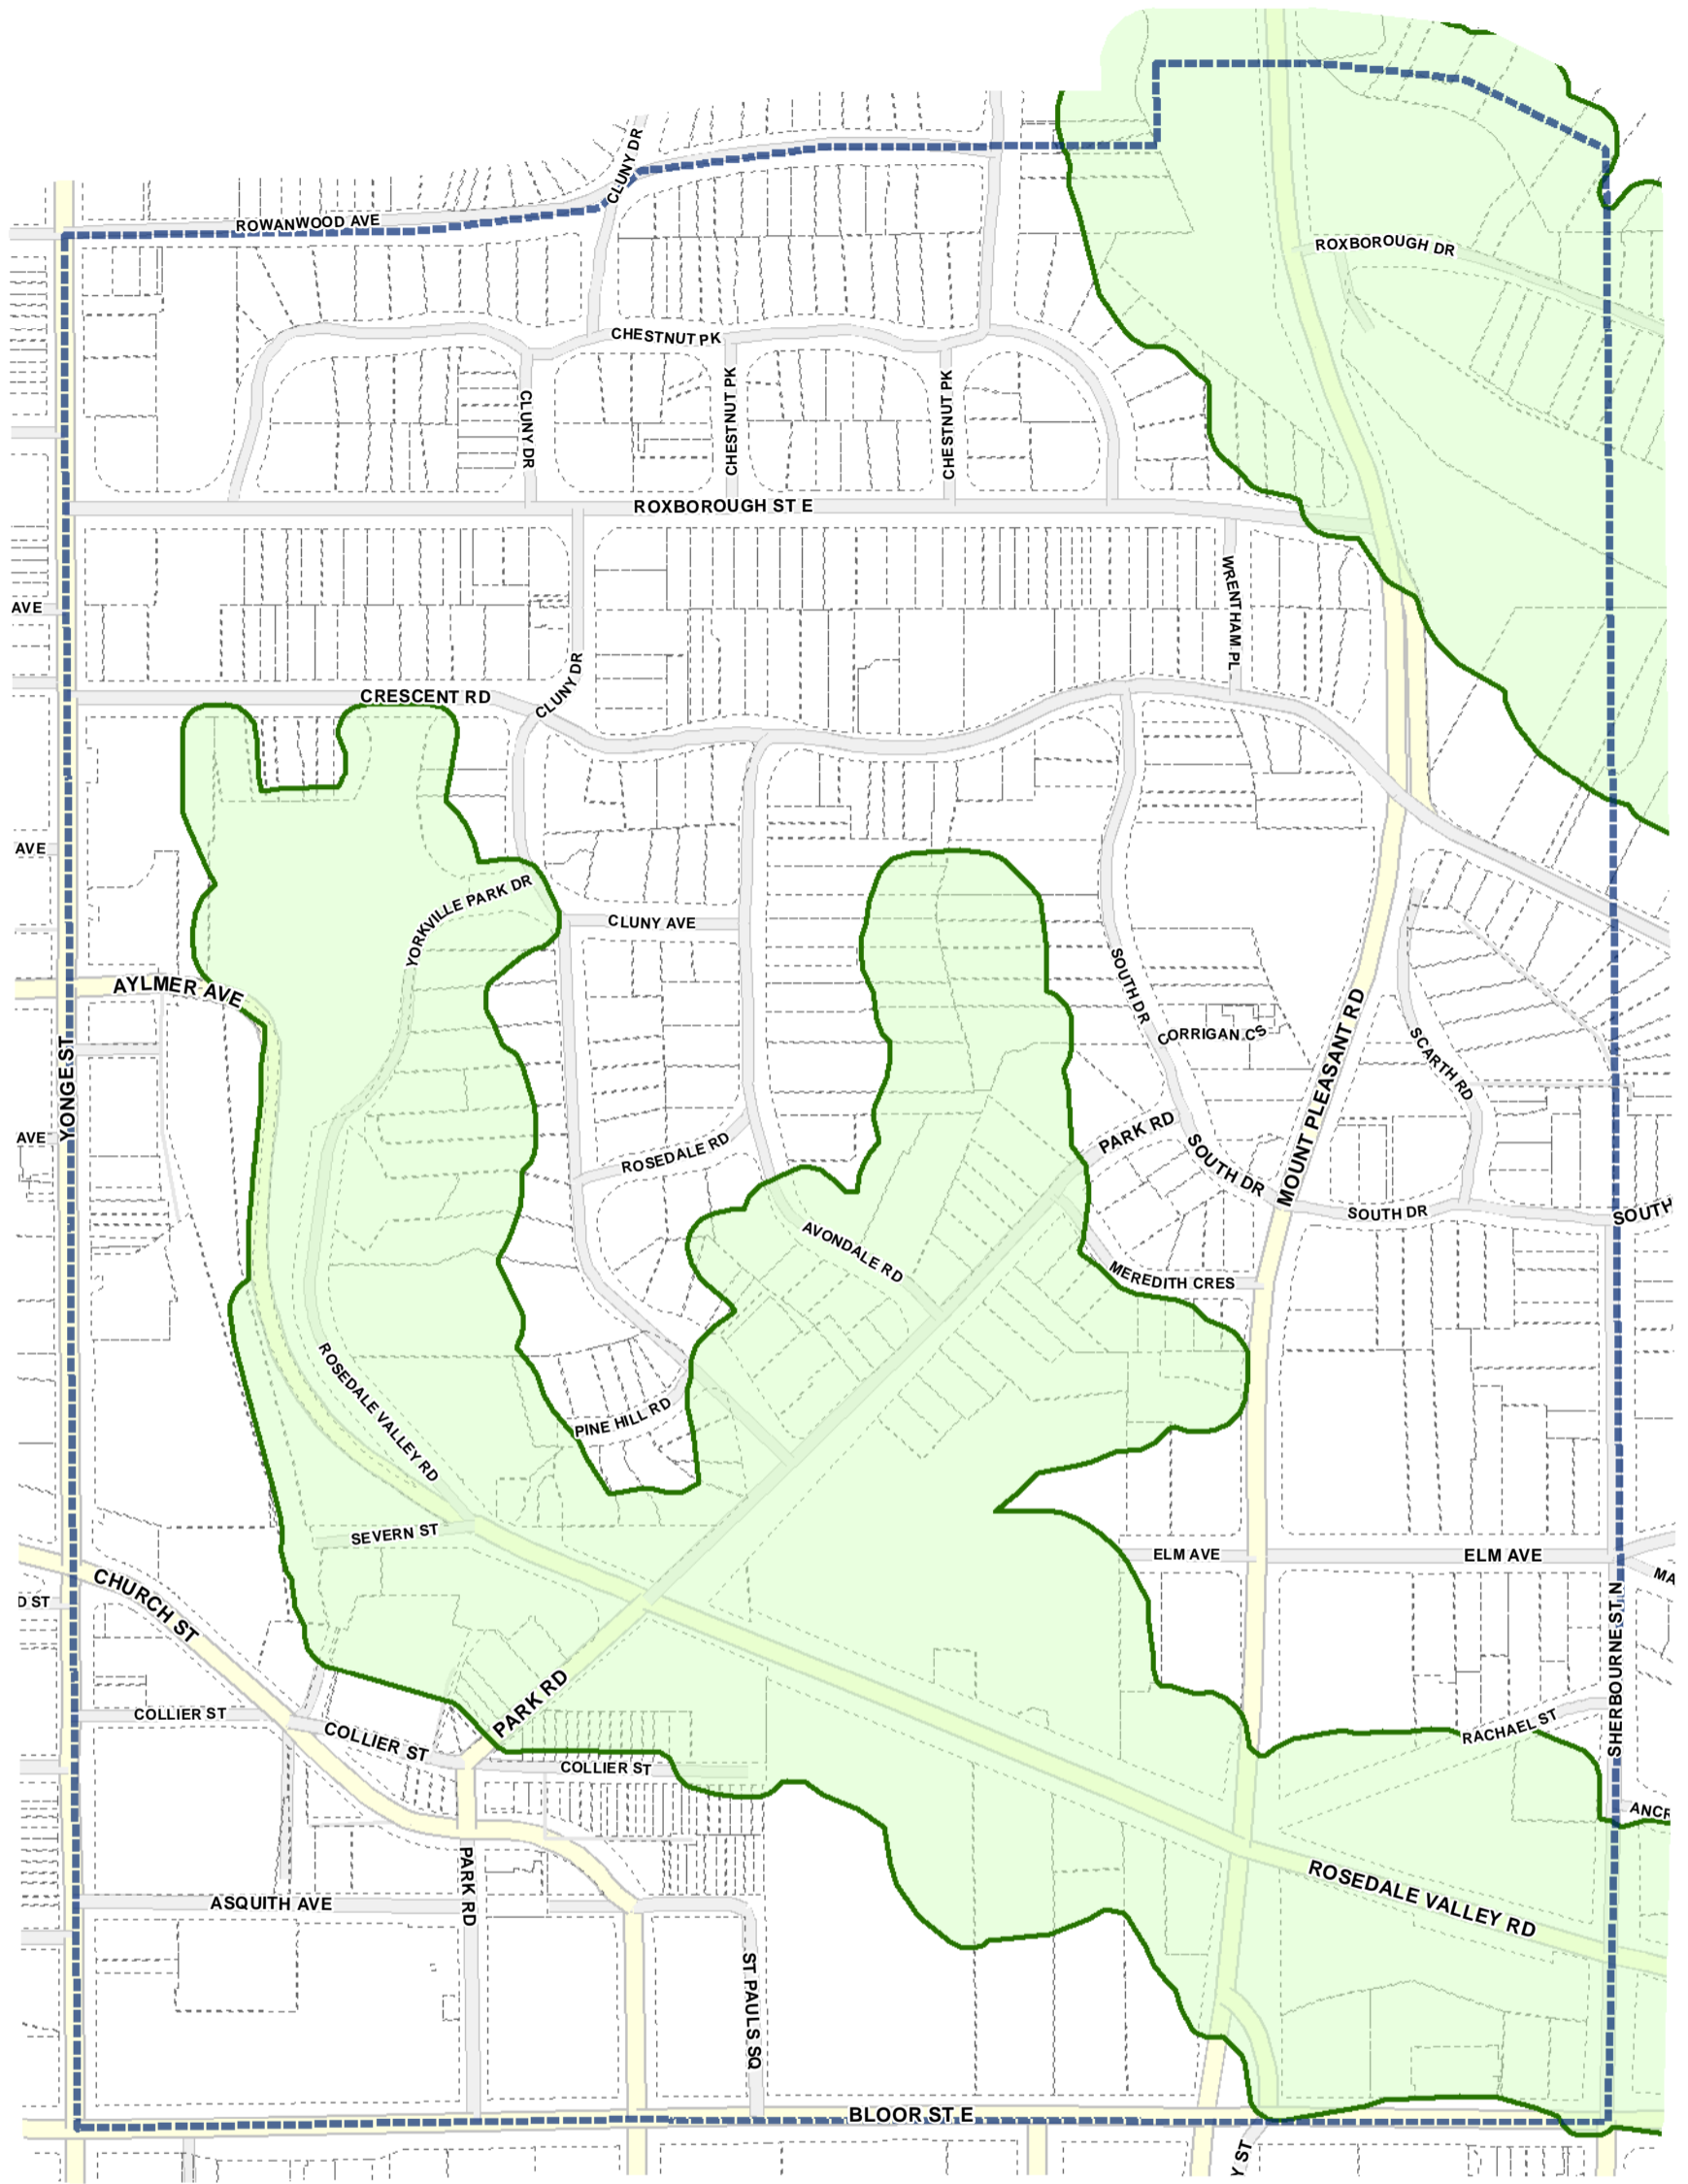 CLUNY DR
ROWANWOOD AVE
ROXBOROUGH DR
CHESTNUT PK
CHESTNUT PK
CHESTNUT PK
CLUNY DR
ROXBOROUGH ST E
WRENTHAM PL
AVE
CLUNY DR
CRESCENT RD
AVE
YORKVILLE PARK DR
CLUNY AVE
SOUTH DR
AYLMER AVE
CORRIGAN CS
SCARTH RD
MOUNT PLEASANT RD
YONGE ST
AVE
ROSEDALE RD
PARK RD
SOUTH DR
SOUTH DR
SOUTH
AVONDALE RD
MEREDITH CRES
ROSEDALE VALLEY RD
PINE HILL RD
SEVERN ST
ELM AVE
ELM AVE
MA
CHURCH ST
D ST
SHERBOURNE ST N
PARK RD
COLLIER ST
COLLIER ST
COLLIER ST
RACHAEL ST
ANCR
PARK RD
ROSEDALE VALLEY RD
ASQUITH AVE
ST PAULS SQ
BLOOR ST E
Y ST